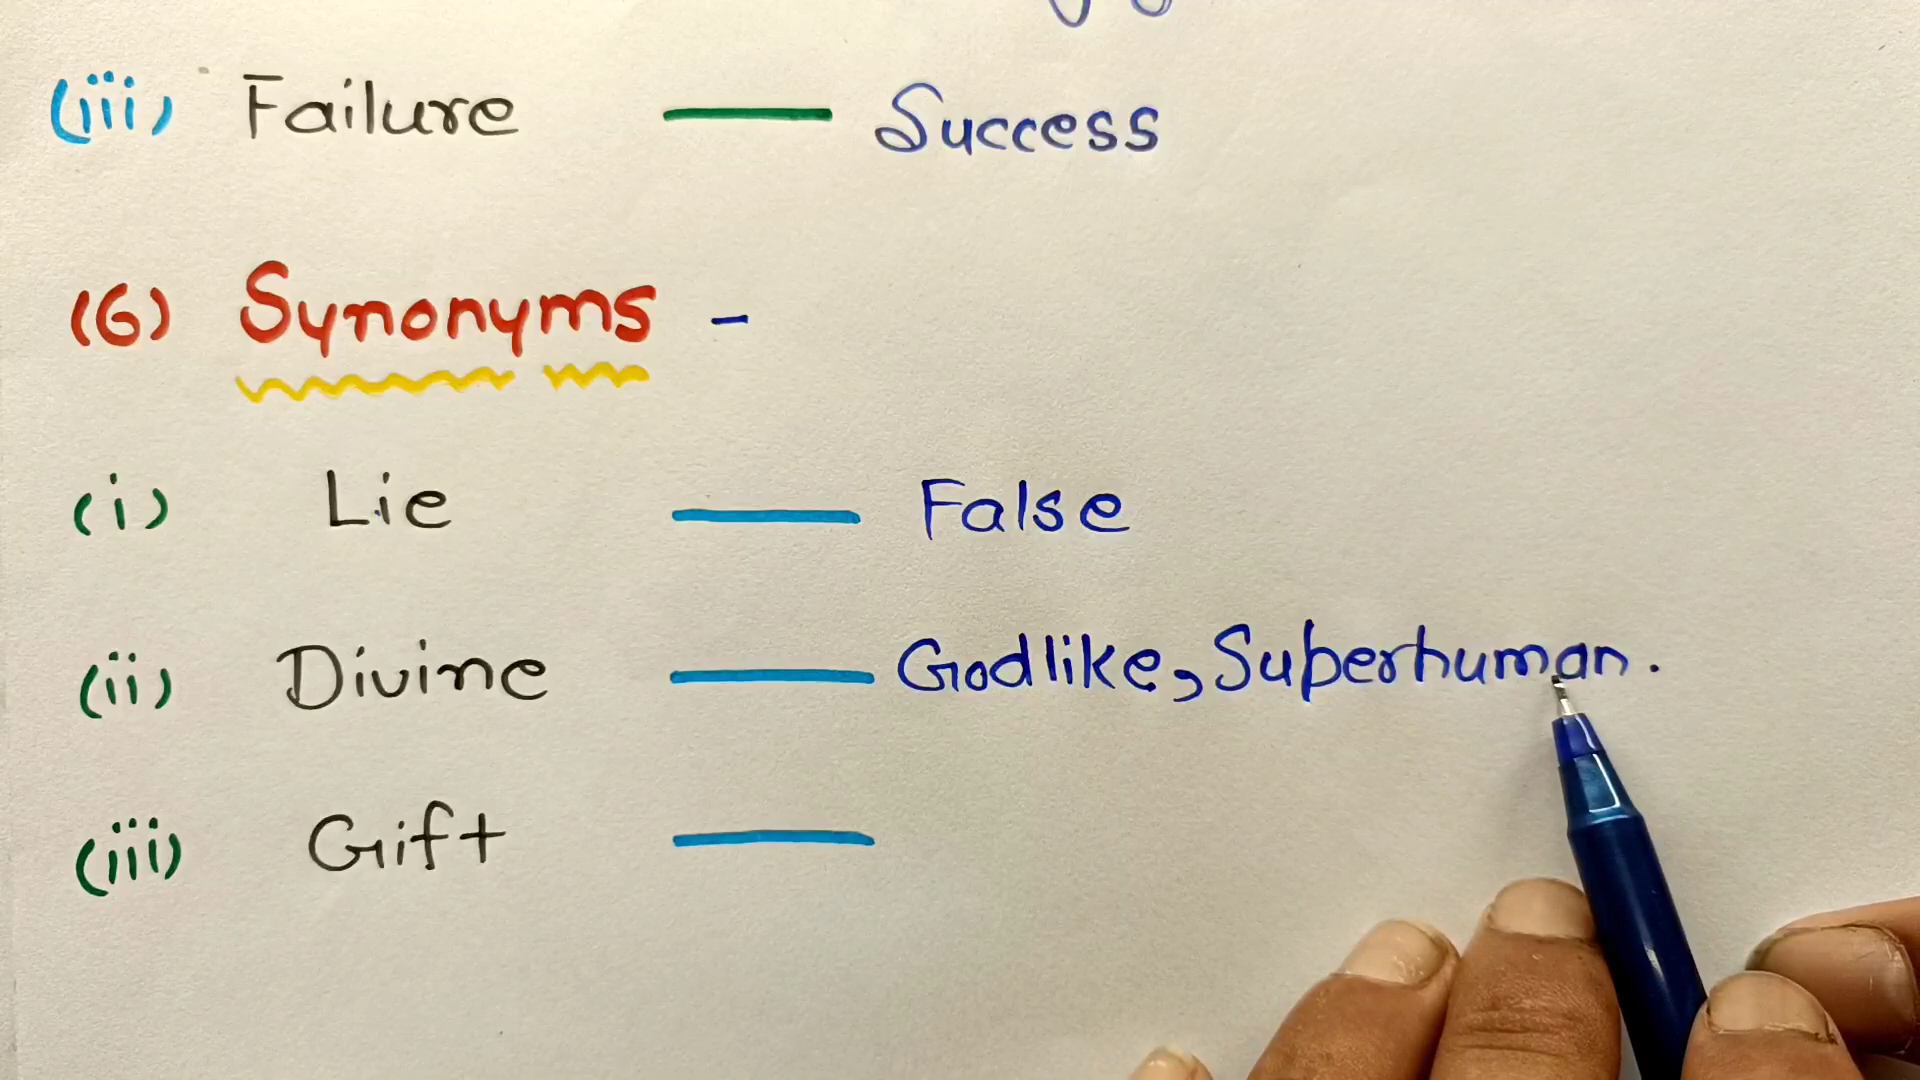 (iii) Failure — Success
(6) Synonyms -
(i) Lie — False
(ii) Divine — Godlike, Superhuman.
(iii) Gift —